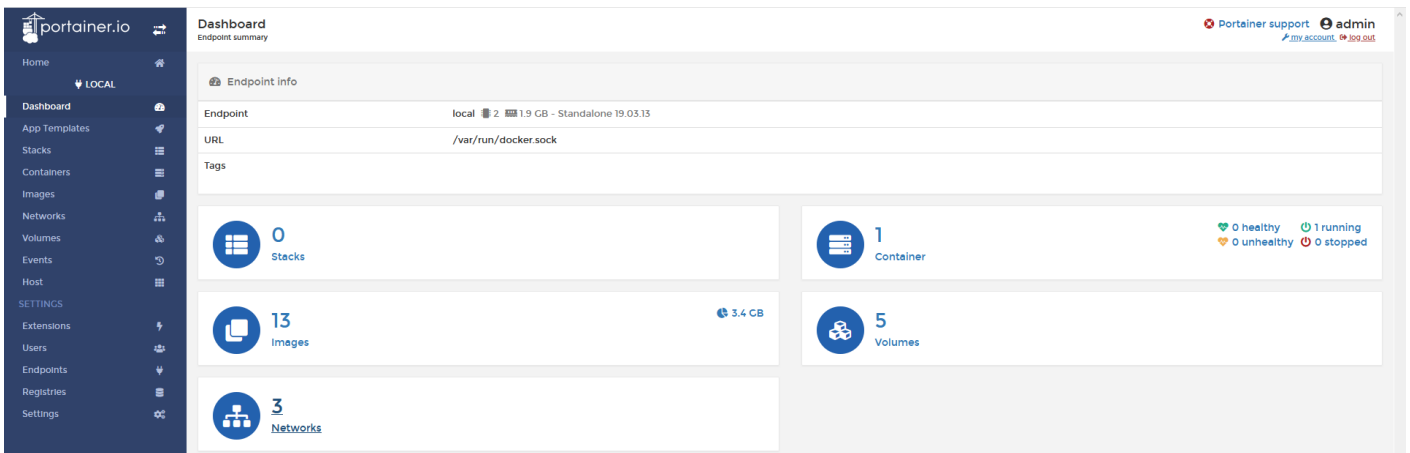 portainer.io
Dashboard
Endpoint summary
Portainer support admin
my account log out
Home
LOCAL
Dashboard
App Templates
Stacks
Containers
Images
Networks
Volumes
Events
Host
SETTINGS
Extensions
Users
Endpoints
Registries
Settings
Endpoint info
Endpoint local 2 1.9 GB - Standalone 19.03.13
URL /var/run/docker.sock
Tags
0
Stacks
1
Container
0 healthy 1 running
0 unhealthy 0 stopped
13
Images
3.4 GB
5
Volumes
3
Networks